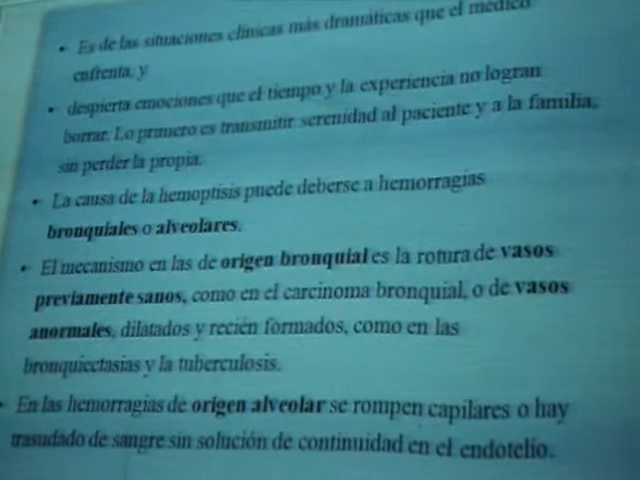 • Es de las situaciones clínicas más dramáticas que el médico
enfrenta, y
• despierta emociones que el tiempo y la experiencia no logran
borrar. Lo primero es transmitir serenidad al paciente y a la familia,
sin perder la propia.
• La causa de la hemoptisis puede deberse a hemorragias
bronquiales o alveolares.
• El mecanismo en las de origen bronquial es la rotura de vasos
previamente sanos, como en el carcinoma bronquial, o de vasos
anormales, dilatados y recién formados, como en las
bronquiectasias y la tuberculosis.
• En las hemorragias de origen alveolar se rompen capilares o hay
trasudado de sangre sin solución de continuidad en el endotelio.